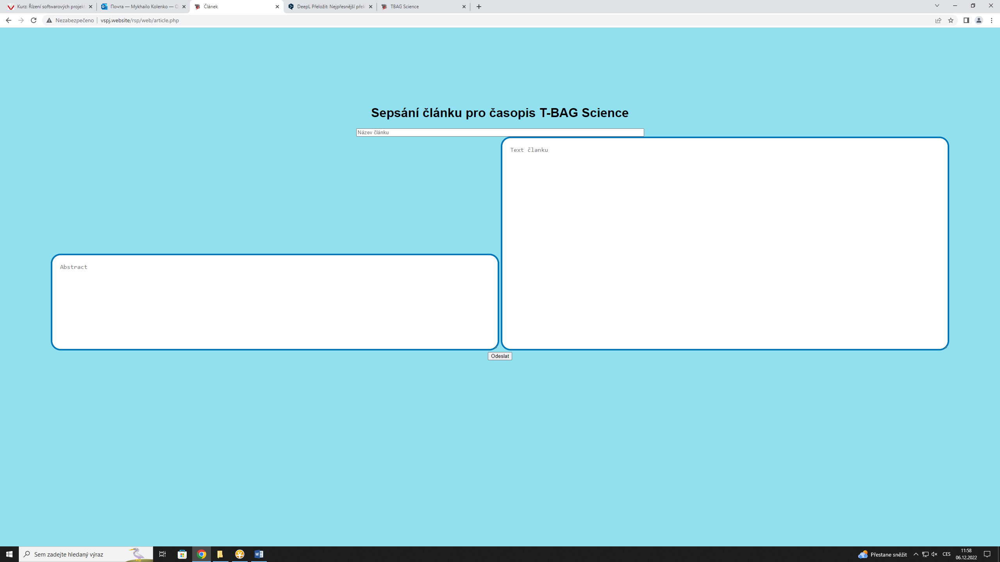 Kurz: Řízení softwarových projekt
Почта — Mykhailo Kolenko — O
Článek
DeepL Přeložit: Nejpřesnější přek
TBAG Science
Nezabezpečeno
vspj.website/rsp/web/article.php
Sepsání článku pro časopis T-BAG Science
Název článku
Text članku
Abstract
Odeslat
Sem zadejte hledaný výraz
Přestane sněžit
CES
11:58
06.12.2022